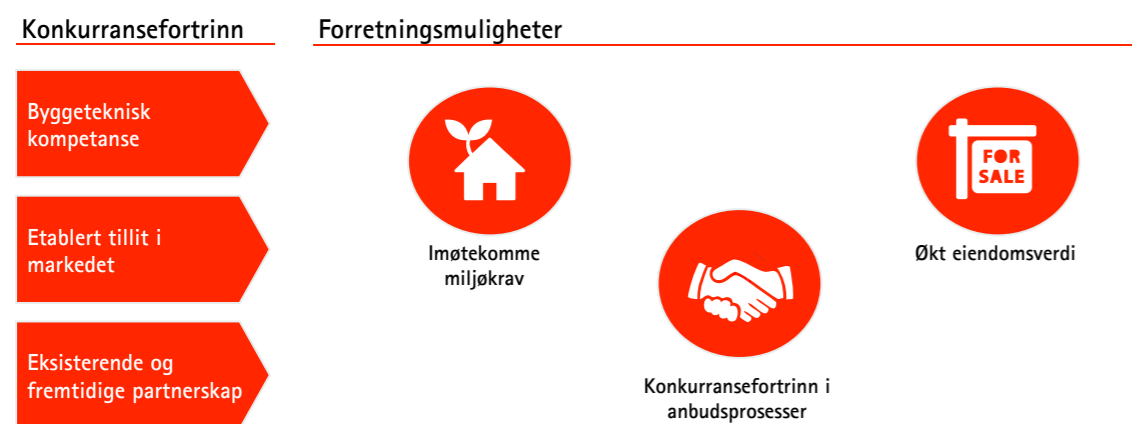 Konkurransefortrinn
Byggeteknisk
kompetanse
Etablert tillit i
markedet
Eksisterende og
fremtidige partnerskap
Forretningsmuligheter
Imøtekomme
miljøkrav
Konkurransefortrinn i
anbudsprosesser
FOR
SALE
Økt eiendomsverdi